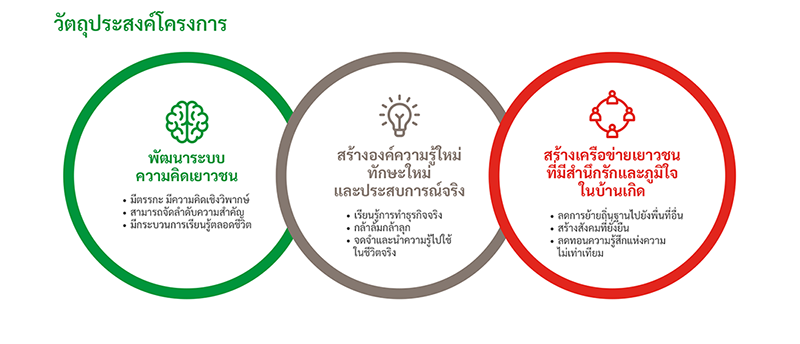 วัตถุประสงค์โครงการ
พัฒนาระบบ
ความคิดเยาวชน
• มีตรรกะ มีความคิดเชิงวิพากษ์
• สามารถจัดลำดับความสำคัญ
• มีกระบวนการเรียนรู้ตลอดชีวิต
สร้างองค์ความรู้ใหม่
ทักษะใหม่
และประสบการณ์จริง
• เรียนรู้การทำธุรกิจจริง
• กล้าล้มกล้าลุก
• จดจำและนำความรู้ไปใช้
ในชีวิตจริง
สร้างเครือข่ายเยาวชน
ที่มีสำนึกรักและภูมิใจ
ในบ้านเกิด
• ลดการย้ายถิ่นฐานไปยังพื้นที่อื่น
• สร้างสังคมที่ยั่งยืน
• ลดทอนความรู้สึกแห่งความ
ไม่เท่าเทียม